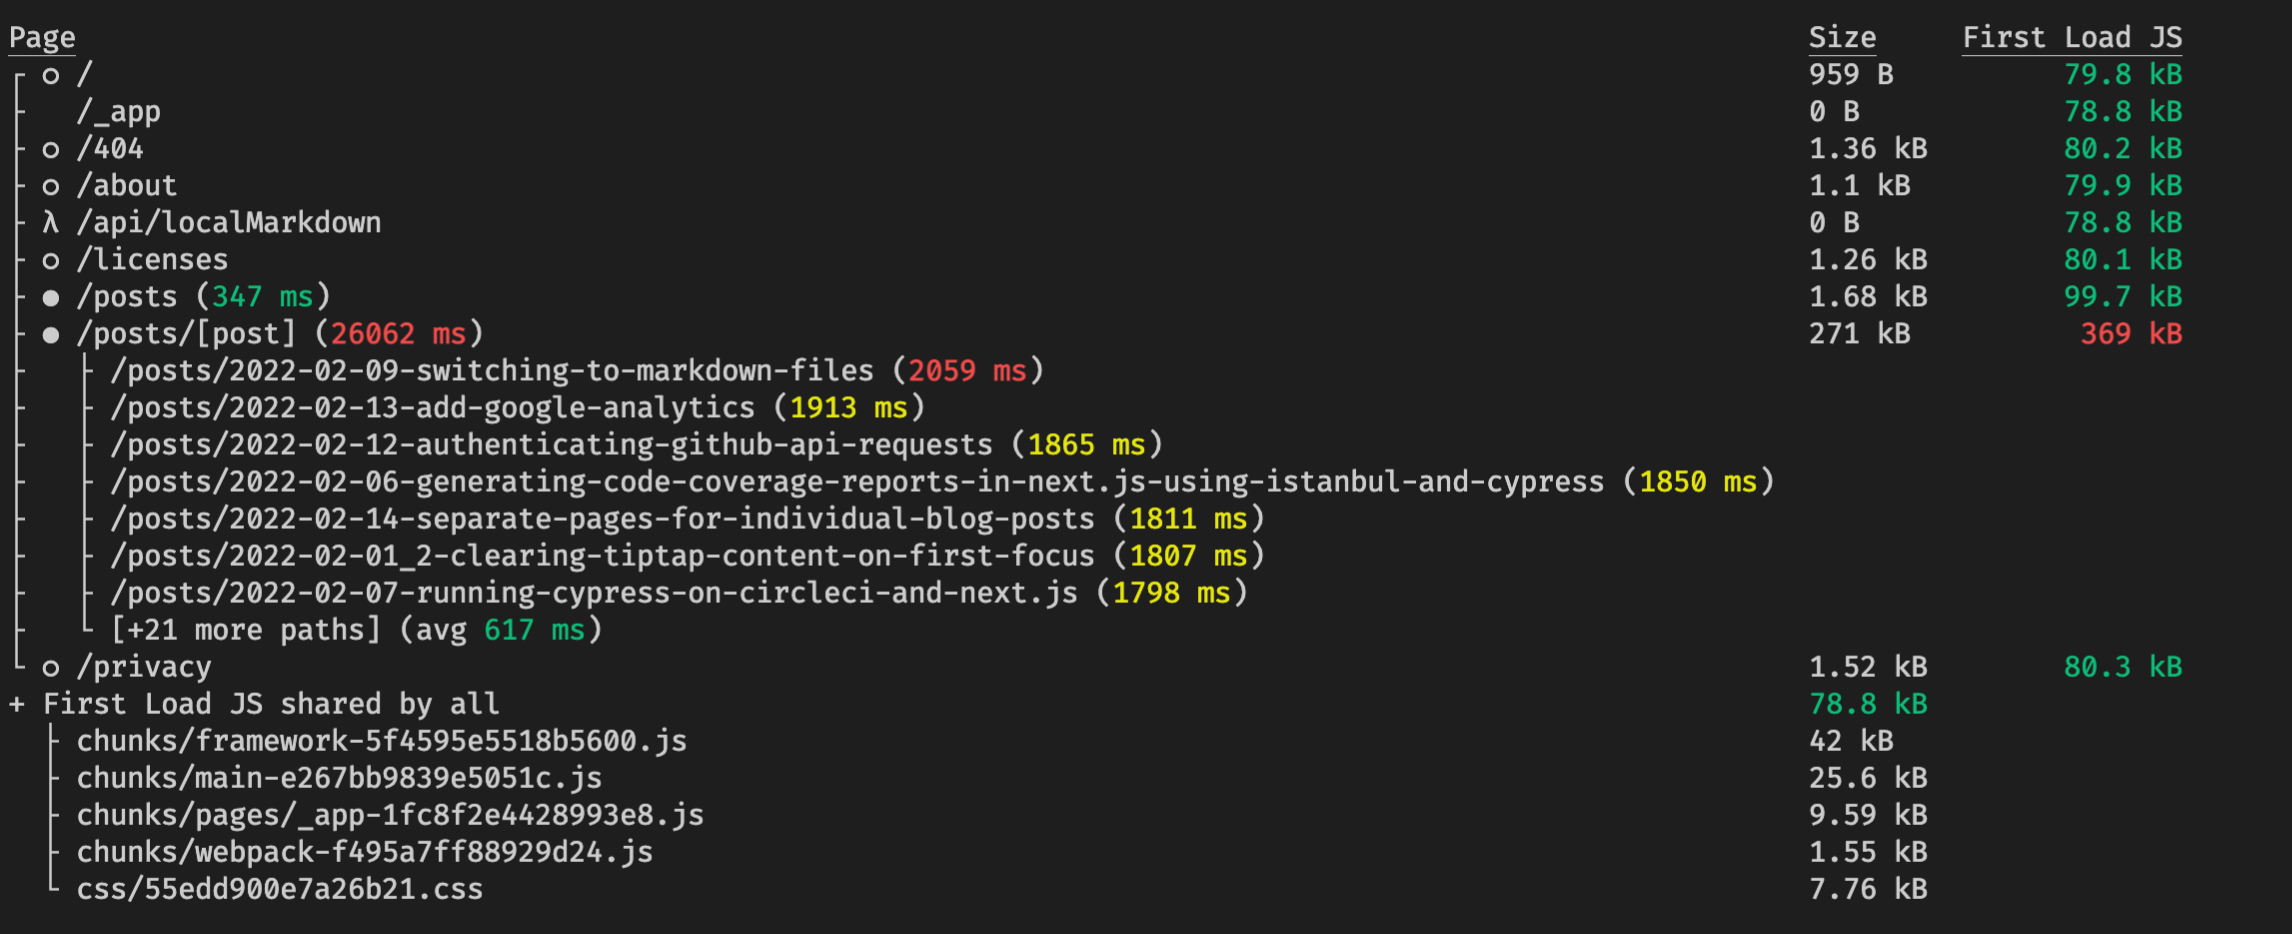 Page Size First Load JS
┌ ○ / 959 B 79.8 kB
├ /_app 0 B 78.8 kB
├ ○ /404 1.36 kB 80.2 kB
├ ○ /about 1.1 kB 79.9 kB
├ λ /api/localMarkdown 0 B 78.8 kB
├ ○ /licenses 1.26 kB 80.1 kB
├ ● /posts (347 ms) 1.68 kB 99.7 kB
├ ● /posts/[post] (26062 ms) 271 kB 369 kB
├ ├ /posts/2022-02-09-switching-to-markdown-files (2059 ms)
├ ├ /posts/2022-02-13-add-google-analytics (1913 ms)
├ ├ /posts/2022-02-12-authenticating-github-api-requests (1865 ms)
├ ├ /posts/2022-02-06-generating-code-coverage-reports-in-next.js-using-istanbul-and-cypress (1850 ms)
├ ├ /posts/2022-02-14-separate-pages-for-individual-blog-posts (1811 ms)
├ ├ /posts/2022-02-01_2-clearing-tiptap-content-on-first-focus (1807 ms)
├ ├ /posts/2022-02-07-running-cypress-on-circleci-and-next.js (1798 ms)
├ └ [+21 more paths] (avg 617 ms)
└ ○ /privacy 1.52 kB 80.3 kB
+ First Load JS shared by all 78.8 kB
├ chunks/framework-5f4595e5518b5600.js 42 kB
├ chunks/main-e267bb9839e5051c.js 25.6 kB
├ chunks/pages/_app-1fc8f2e4428993e8.js 9.59 kB
├ chunks/webpack-f495a7ff88929d24.js 1.55 kB
└ css/55edd900e7a26b21.css 7.76 kB